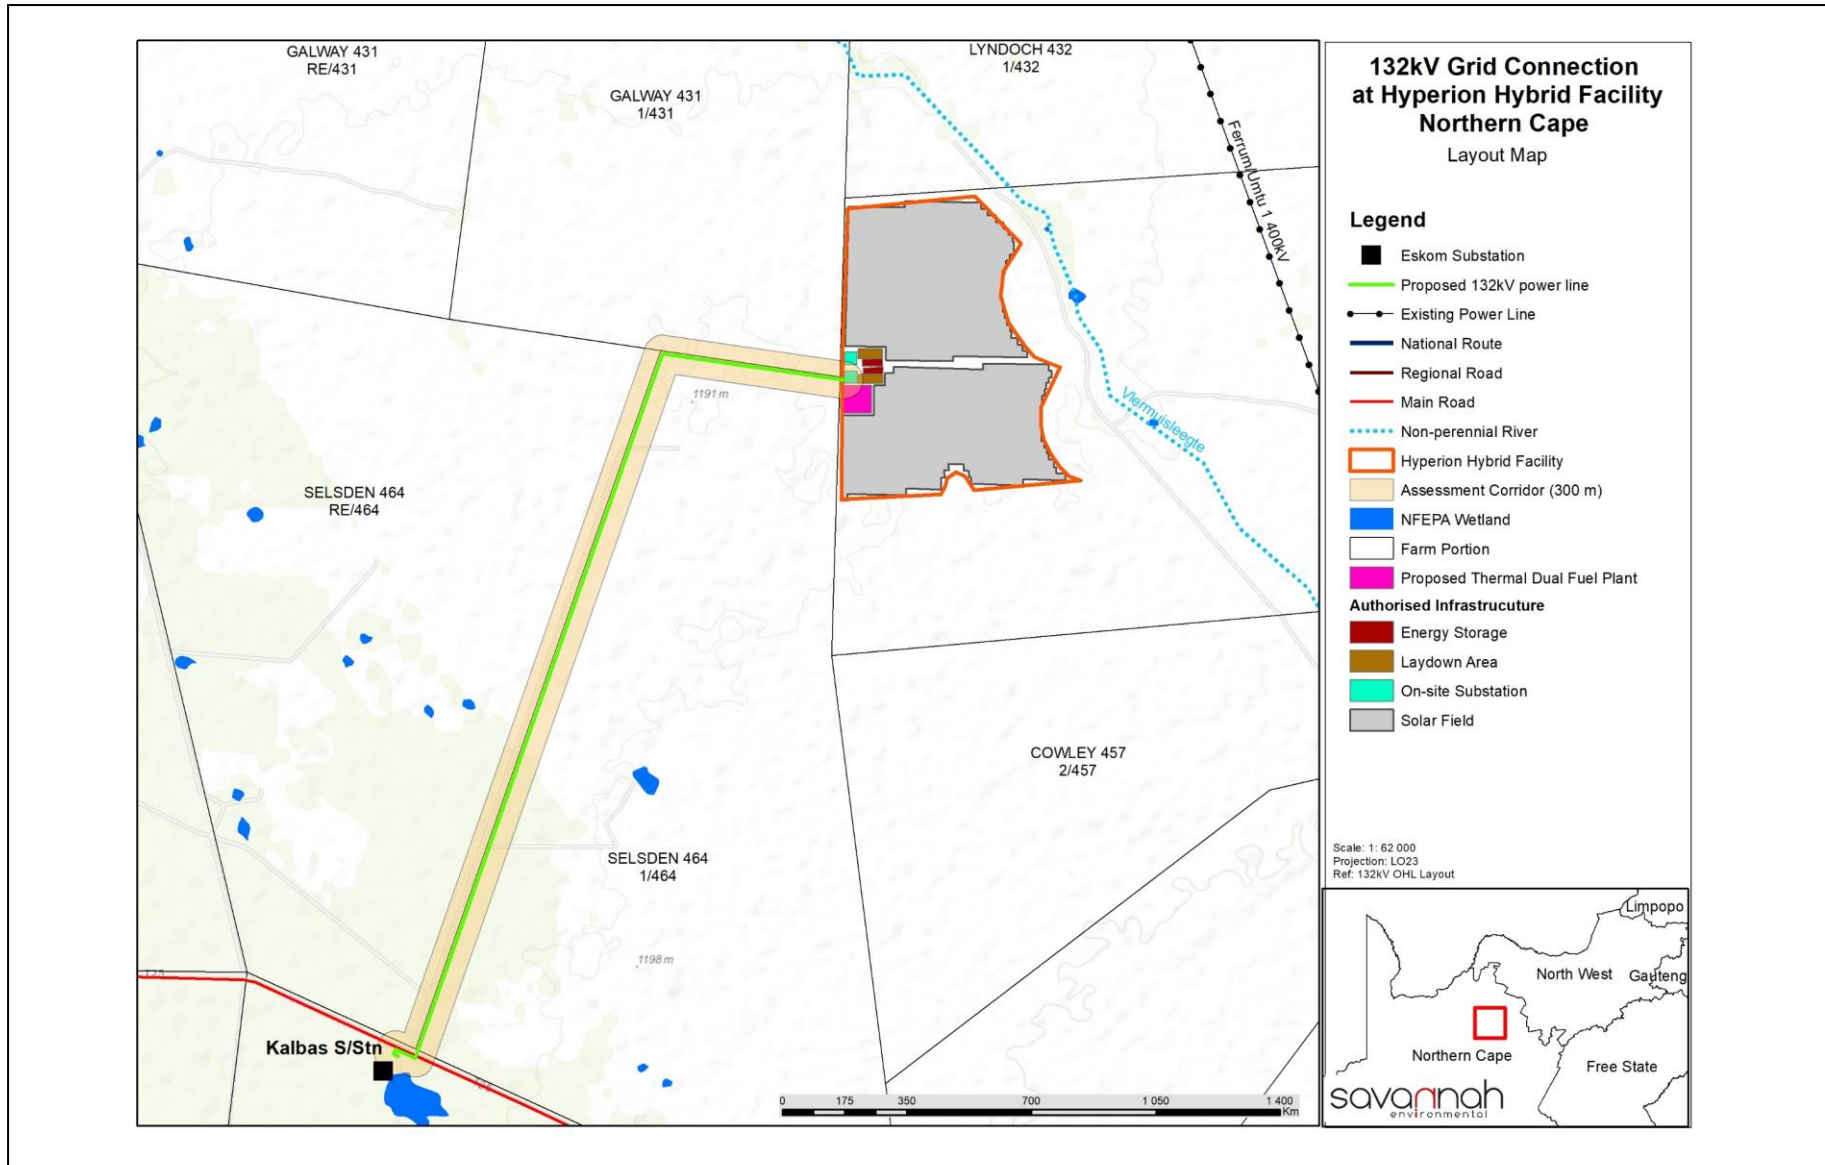 GALWAY 431
RE/431
GALWAY 431
1/431
LYNDOCH 432
1/432
Ferrum/Umtu 1 400kV
1191 m
Vlermuisleegte
SELSDEN 464
RE/464
COWLEY 457
2/457
SELSDEN 464
1/464
1198 m
Kalbas S/Stn
0 175 350 700 1 050 1 400
Km
132kV Grid Connection
at Hyperion Hybrid Facility
Northern Cape
Layout Map
Legend
Eskom Substation
Proposed 132kV power line
Existing Power Line
National Route
Regional Road
Main Road
Non-perennial River
Hyperion Hybrid Facility
Assessment Corridor (300 m)
NFEPA Wetland
Farm Portion
Proposed Thermal Dual Fuel Plant
Authorised Infrastrucuture
Energy Storage
Laydown Area
On-site Substation
Solar Field
Scale: 1: 62 000
Projection: LO23
Ref: 132kV OHL Layout
Limpopo
North West
Gauteng
Northern Cape
Free State
savannah
environmental